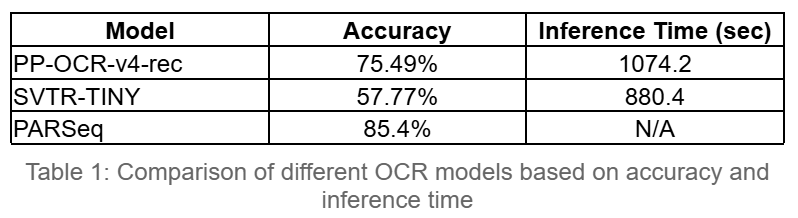 Model Accuracy Inference Time (sec)
PP-OCR-v4-rec 75.49% 1074.2
SVTR-TINY 57.77% 880.4
PARSeq 85.4% N/A
Table 1: Comparison of different OCR models based on accuracy and
inference time